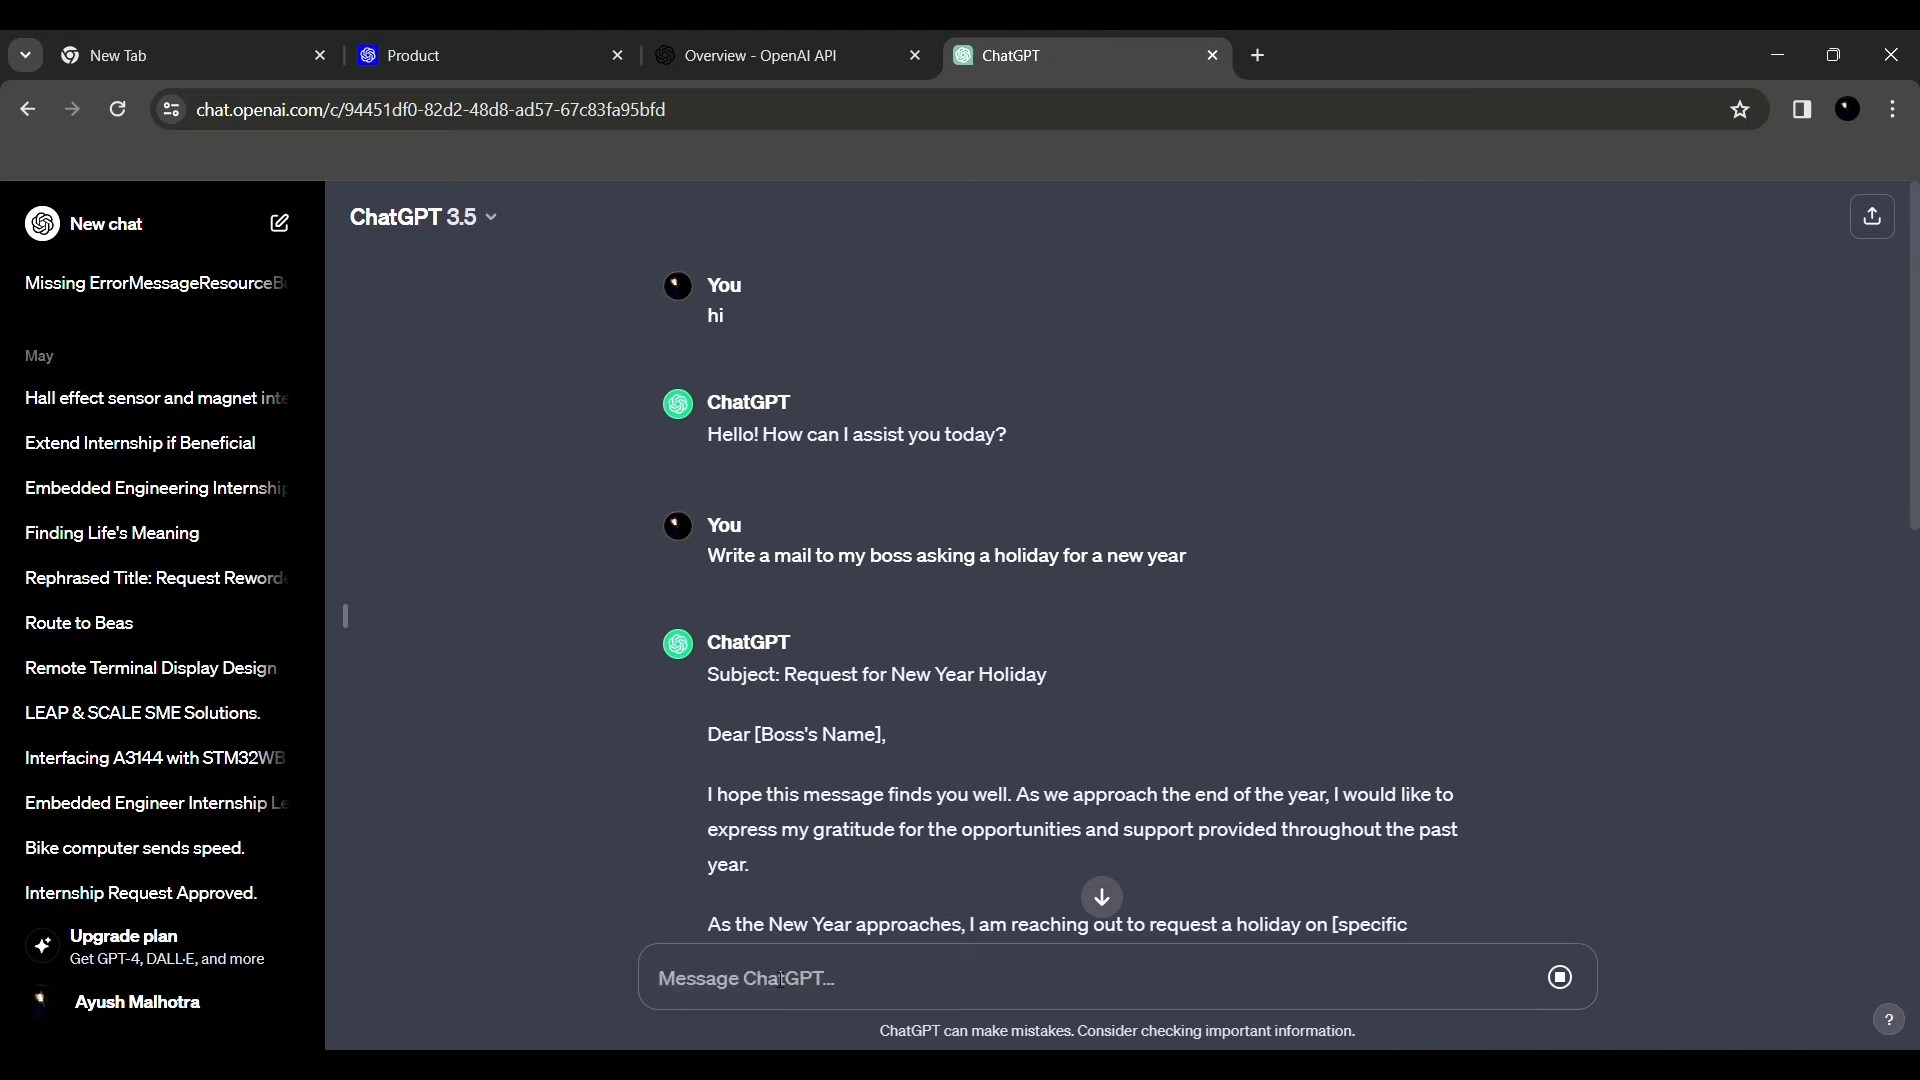 New Tab
Product
Overview - OpenAI API
ChatGPT
chat.openai.com/c/94451df0-82d2-48d8-ad57-67c83fa95bfd
New chat
Missing ErrorMessageResource
May
Hall effect sensor and magnet inte
Extend Internship if Beneficial
Embedded Engineering Internship
Finding Life's Meaning
Rephrased Title: Request Reworde
Route to Beas
Remote Terminal Display Design
LEAP & SCALE SME Solutions.
Interfacing A3144 with STM32WB
Embedded Engineer Internship Le
Bike computer sends speed.
Internship Request Approved.
Upgrade plan
Get GPT-4, DALL·E, and more
Ayush Malhotra
ChatGPT 3.5
You
hi
ChatGPT
Hello! How can I assist you today?
You
Write a mail to my boss asking a holiday for a new year
ChatGPT
Subject: Request for New Year Holiday
Dear [Boss's Name],
I hope this message finds you well. As we approach the end of the year, I would like to
express my gratitude for the opportunities and support provided throughout the past
year.
As the New Year approaches, I am reaching out to request a holiday on [specific
Message ChatGPT...
ChatGPT can make mistakes. Consider checking important information.
?